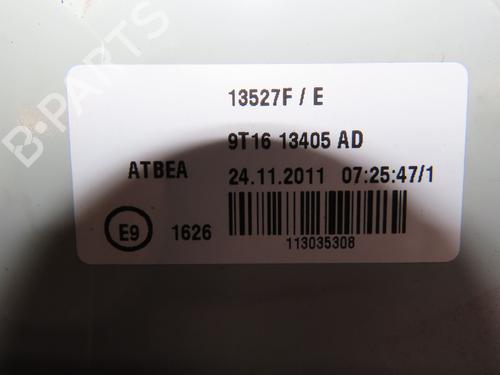 B-PARTS
13527F / E
9T16 13405 AD
ATBEA 24.11.2011 07:25:47/1
E9 1626
113035308